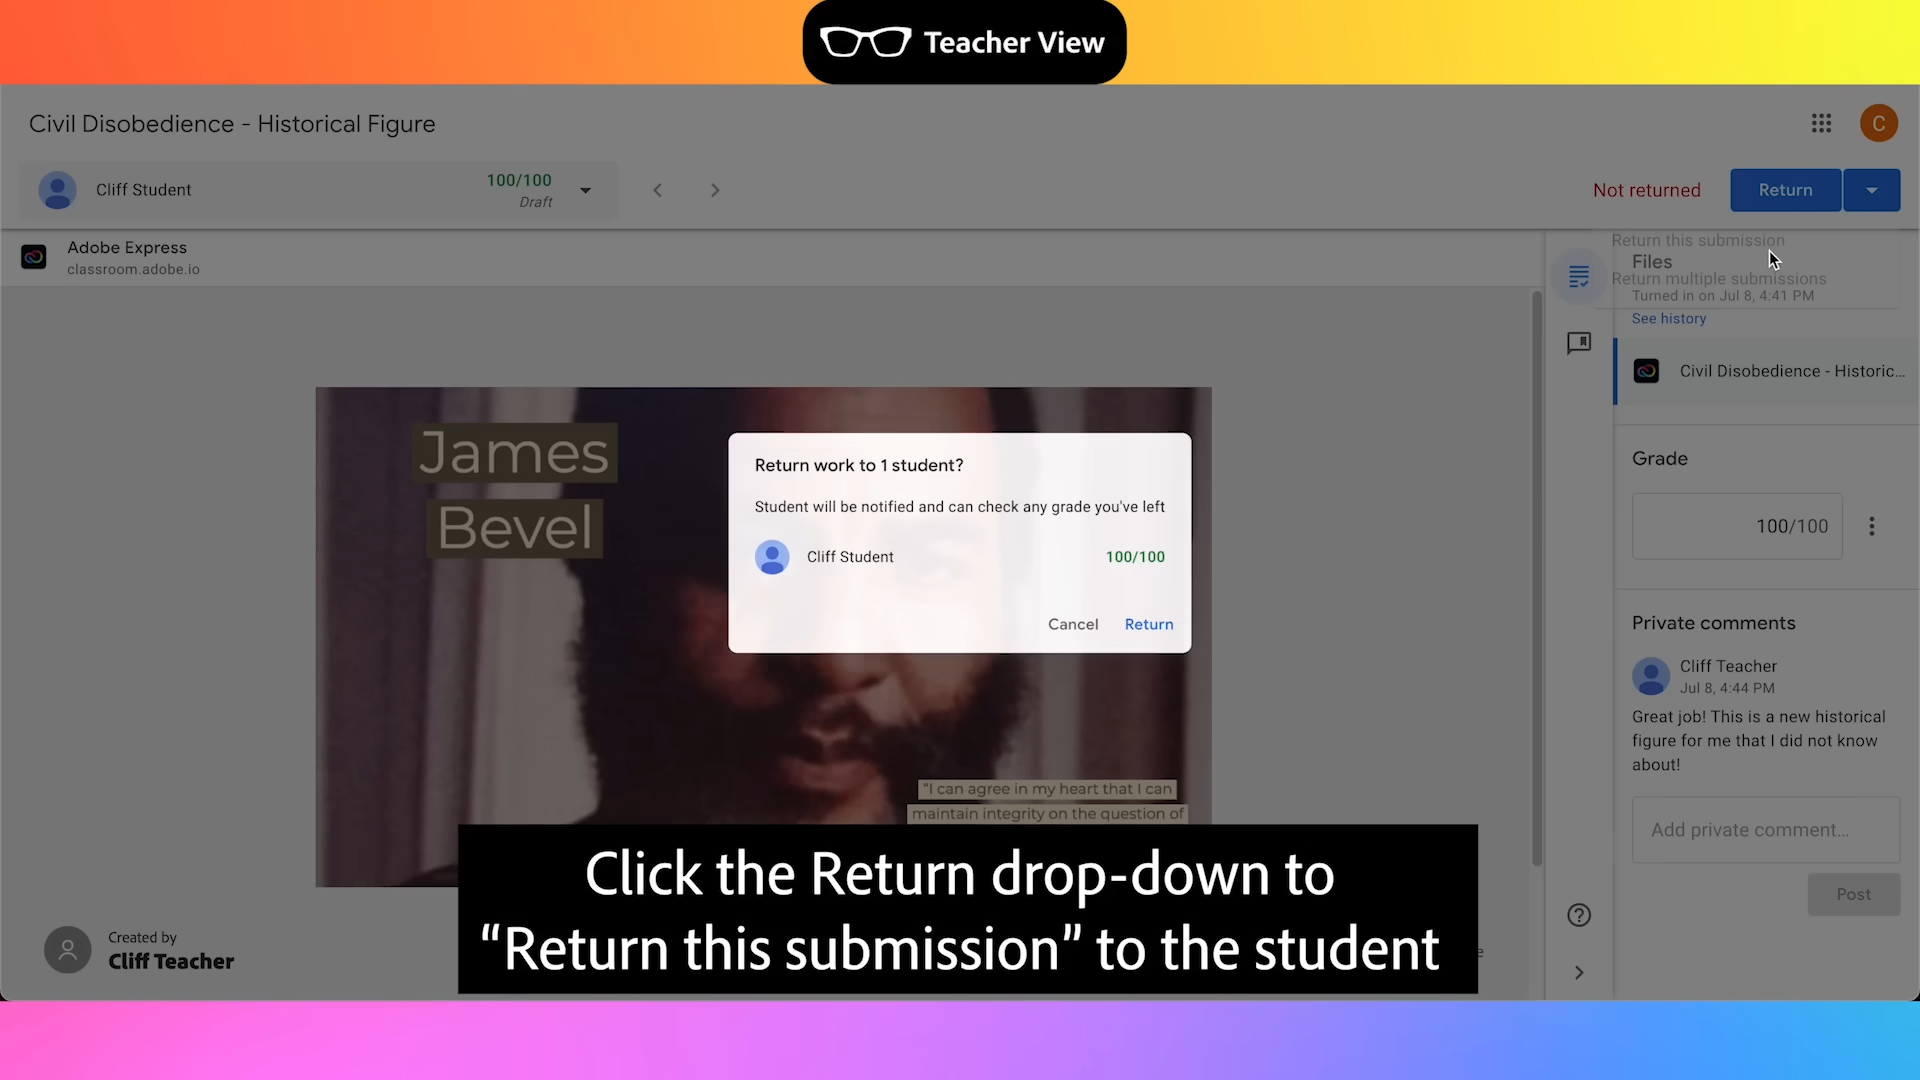 Teacher View
Civil Disobedience - Historical Figure
C
Cliff Student
100/100
Draft
Not returned
Return
Adobe Express
classroom.adobe.io
Return this submission
Files
Return multiple submissions
Turned in on Jul 8, 4:41 PM
See history
Civil Disobedience - Historic...
James
Bevel
Return work to 1 student?
Student will be notified and can check any grade you've left
Cliff Student
100/100
Cancel
Return
Grade
100/100
Private comments
Cliff Teacher
Jul 8, 4:44 PM
Great job! This is a new historical
figure for me that I did not know
about!
Add private comment...
Post
"I can agree in my heart that I can
maintain integrity on the question of
Click the Return drop-down to
“Return this submission” to the student
Created by
Cliff Teacher